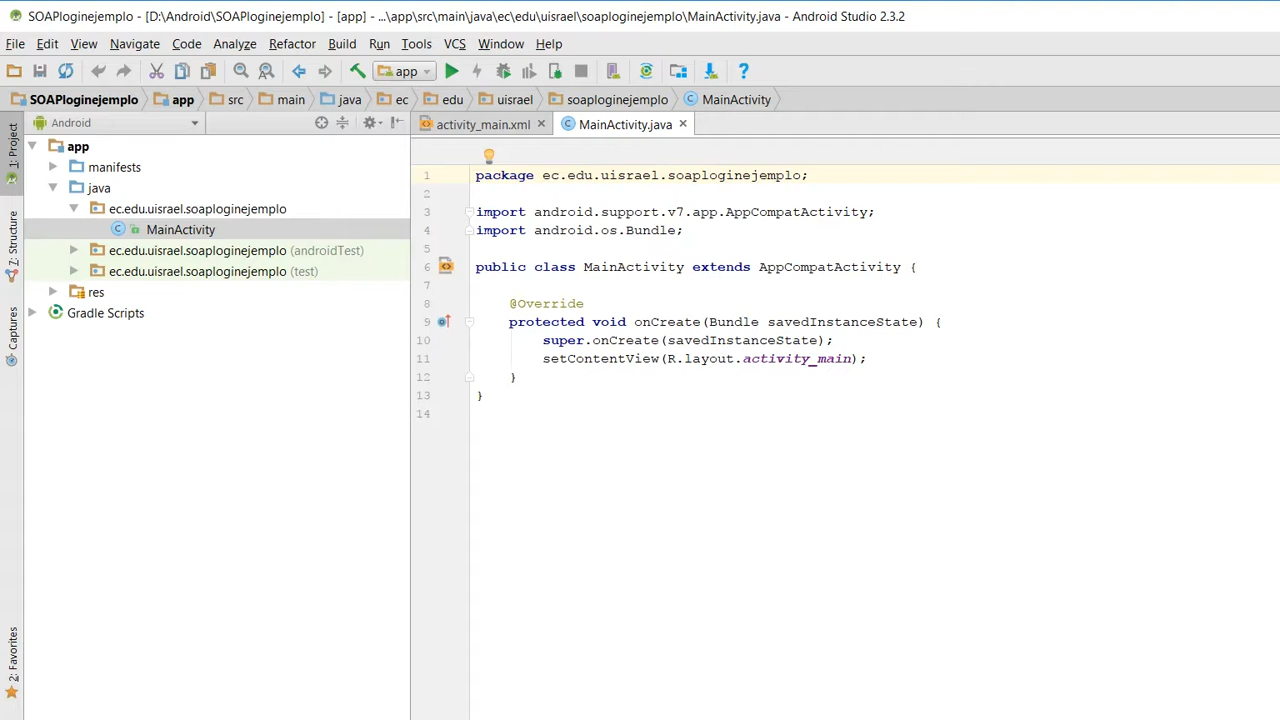 SOAPloginejemplo - [D:\Android\SOAPloginejemplo] - [app] - ...\app\src\main\java\ec\edu\uisrael\soaploginejemplo\MainActivity.java - Android Studio 2.3.2
File Edit View Navigate Code Analyze Refactor Build Run Tools VCS Window Help
app
SOAPloginejemplo app src main java ec edu uisrael soaploginejemplo MainActivity
Android
activity_main.xml MainActivity.java
1: Project
7: Structure
Captures
2: Favorites
app
manifests
java
ec.edu.uisrael.soaploginejemplo
MainActivity
ec.edu.uisrael.soaploginejemplo (androidTest)
ec.edu.uisrael.soaploginejemplo (test)
res
Gradle Scripts
1 package ec.edu.uisrael.soaploginejemplo;
2
3 import android.support.v7.app.AppCompatActivity;
4 import android.os.Bundle;
5
6 public class MainActivity extends AppCompatActivity {
7
8 @Override
9 protected void onCreate(Bundle savedInstanceState) {
10 super.onCreate(savedInstanceState);
11 setContentView(R.layout.activity_main);
12 }
13 }
14